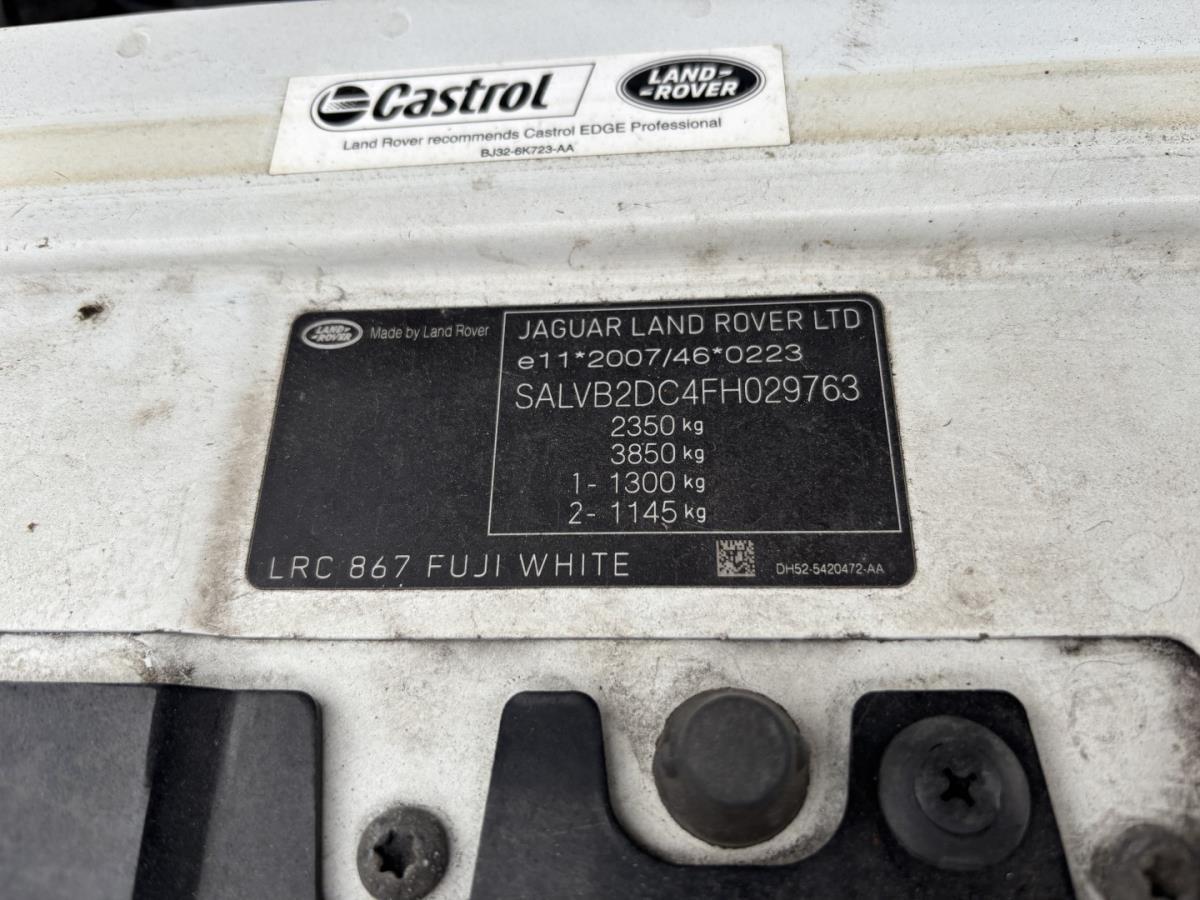 Castrol
LAND-
-ROVER
Land Rover recommends Castrol EDGE Professional
BJ32-6K723-AA
LAND-
-ROVER
Made by Land Rover
JAGUAR LAND ROVER LTD
e11*2007/46*0223
SALVB2DC4FH029763
2350 kg
3850 kg
1- 1300 kg
2- 1145 kg
LRC 867 FUJI WHITE
DH52-5420472-AA